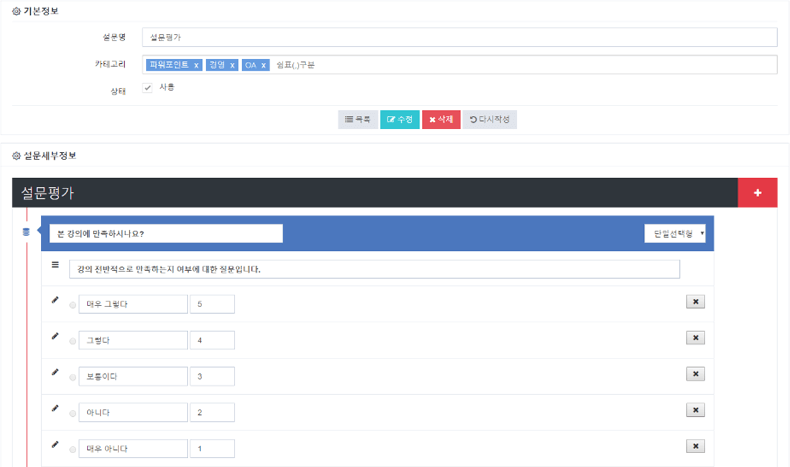 기본정보
설문명 설문평가
카테고리 파워포인트 x 경영 x OA x 쉼표(,)구분
상태 사용
목록 수정 삭제 다시작성
설문세부정보
설문평가
본 강의에 만족하시나요? 단일선택형
강의 전반적으로 만족하는지 여부에 대한 질문입니다.
매우 그렇다 5
그렇다 4
보통이다 3
아니다 2
매우 아니다 1